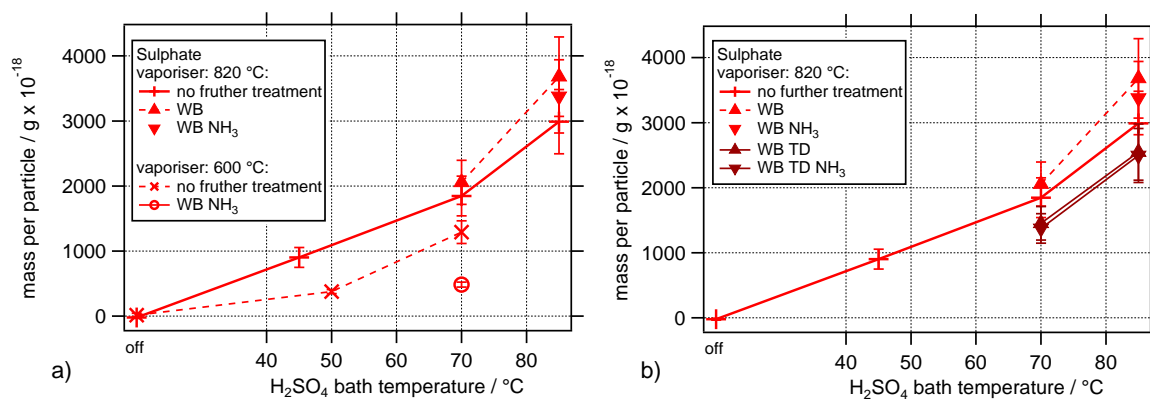 mass per particle / g x 10⁻¹⁸
4000
3000
2000
1000
0
Sulphate
vaporiser: 820 °C:
no fruther treatment
WB
WB NH₃
vaporiser: 600 °C:
no fruther treatment
WB NH₃
off
40 50 60 70 80
H₂SO₄ bath temperature / °C
a)
mass per particle / g x 10⁻¹⁸
4000
3000
2000
1000
0
Sulphate
vaporiser: 820 °C:
no further treatment
WB
WB NH₃
WB TD
WB TD NH₃
off
40 50 60 70 80
H₂SO₄ bath temperature / °C
b)